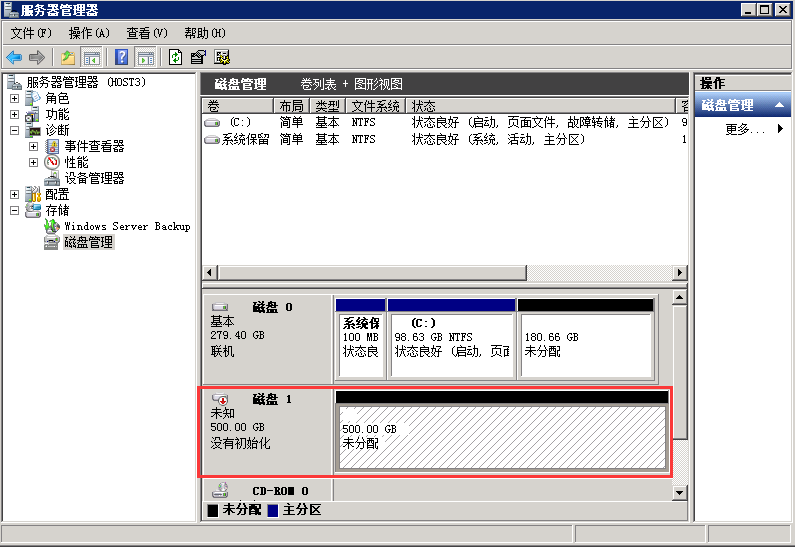 服务器管理器
文件(F) 操作(A) 查看(V) 帮助(H)
服务器管理器 (HOST3)
角色
功能
诊断
事件查看器
性能
设备管理器
配置
存储
Windows Server Backup
磁盘管理
磁盘管理 卷列表 + 图形视图
卷 布局 类型 文件系统 状态
(C:) 简单 基本 NTFS 状态良好 (启动, 页面文件, 故障转储, 主分区) 9
系统保留 简单 基本 NTFS 状态良好 (系统, 活动, 主分区) 1
磁盘 0
基本
279.40 GB
联机
系统保
100 MB
状态良
(C:)
98.63 GB NTFS
状态良好 (启动, 页面
180.66 GB
未分配
磁盘 1
未知
500.00 GB
没有初始化
500.00 GB
未分配
CD-ROM 0
未分配 主分区
操作
磁盘管理
更多...